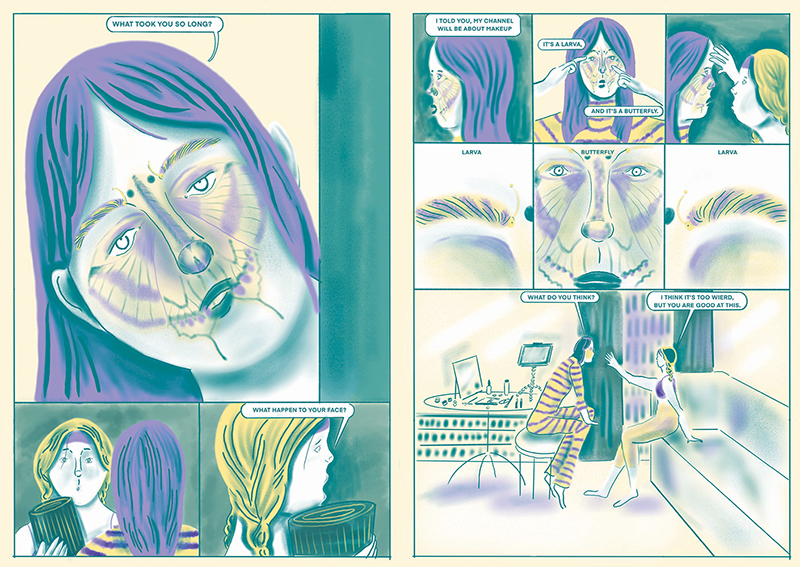 WHAT TOOK YOU SO LONG?
WHAT HAPPEN TO YOUR FACE?
I TOLD YOU, MY CHANNEL
WILL BE ABOUT MAKEUP
IT'S A LARVA,
AND IT'S A BUTTERFLY.
LARVA
BUTTERFLY
LARVA
WHAT DO YOU THINK?
I THINK IT'S TOO WIERD,
BUT YOU ARE GOOD AT THIS.